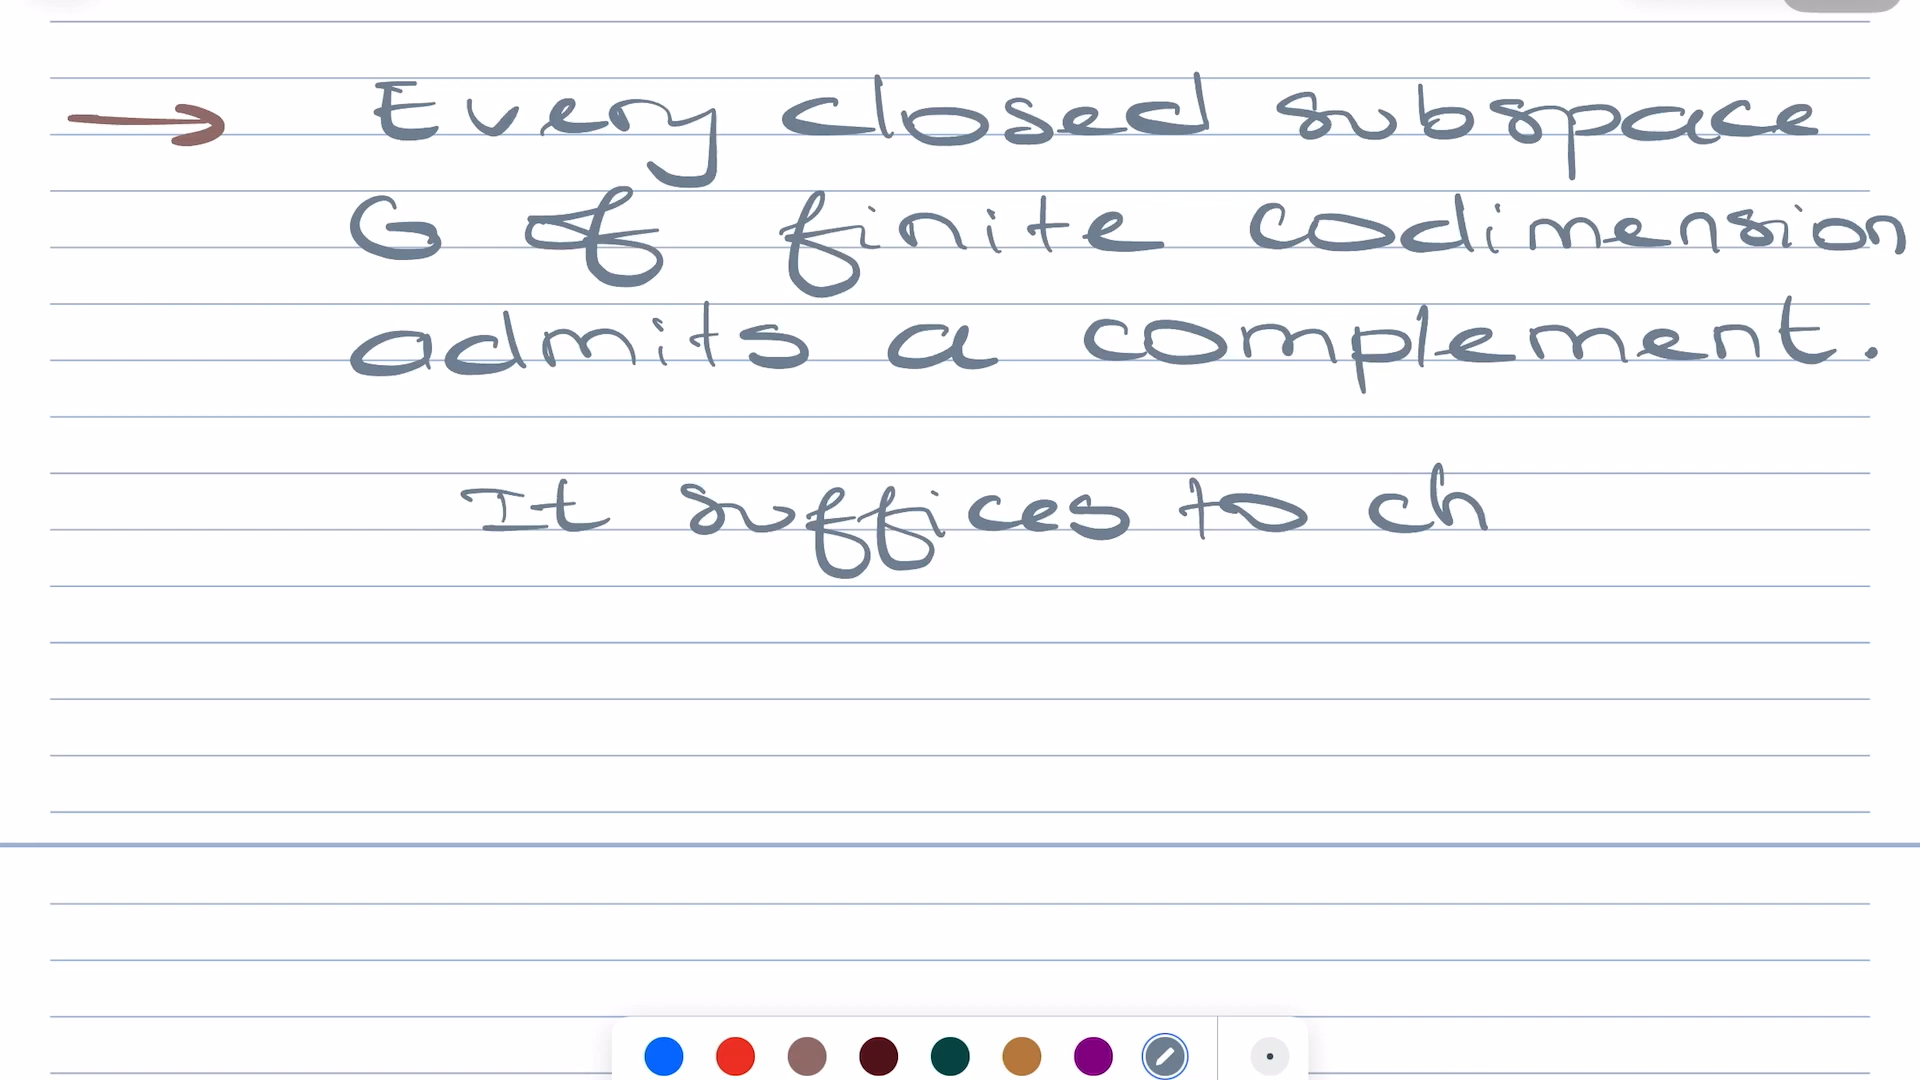 Every closed subspace
G of finite codimension
admits a complement.
It suffices to ch